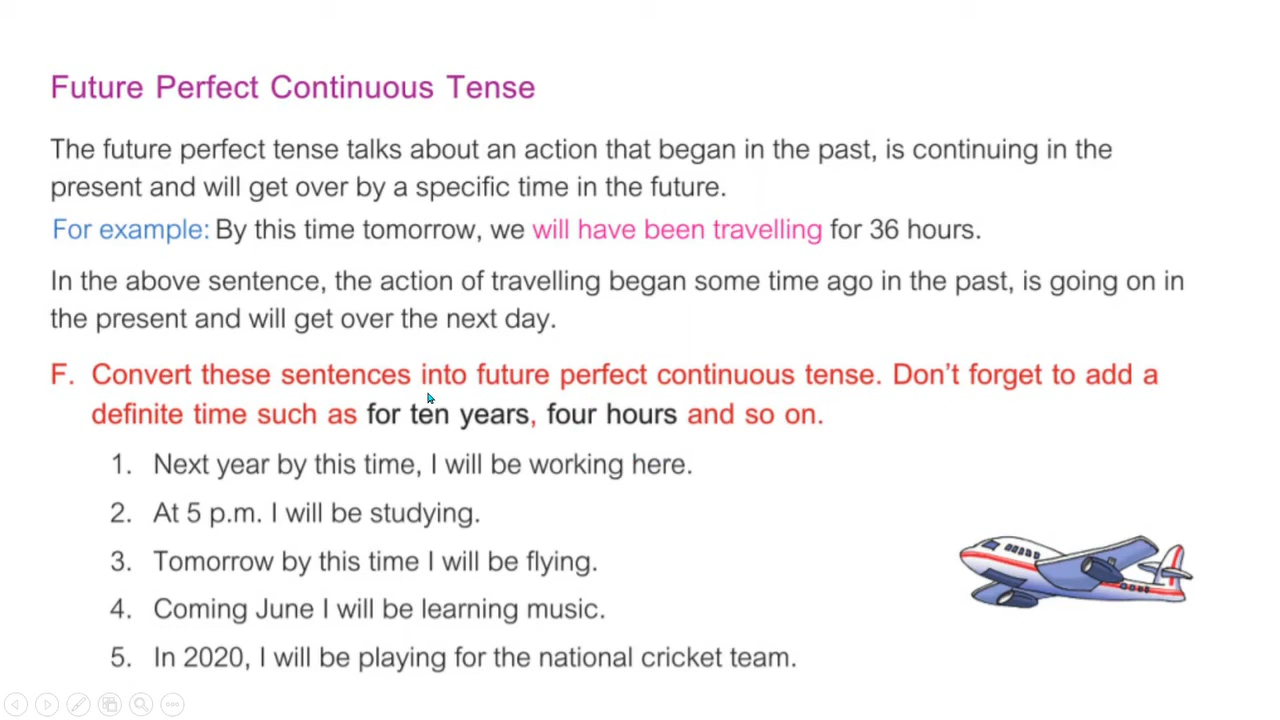 Future Perfect Continuous Tense
The future perfect tense talks about an action that began in the past, is continuing in the
present and will get over by a specific time in the future.
For example: By this time tomorrow, we will have been travelling for 36 hours.
In the above sentence, the action of travelling began some time ago in the past, is going on in
the present and will get over the next day.
F. Convert these sentences into future perfect continuous tense. Don't forget to add a
definite time such as for ten years, four hours and so on.
1. Next year by this time, I will be working here.
2. At 5 p.m. I will be studying.
3. Tomorrow by this time I will be flying.
4. Coming June I will be learning music.
5. In 2020, I will be playing for the national cricket team.